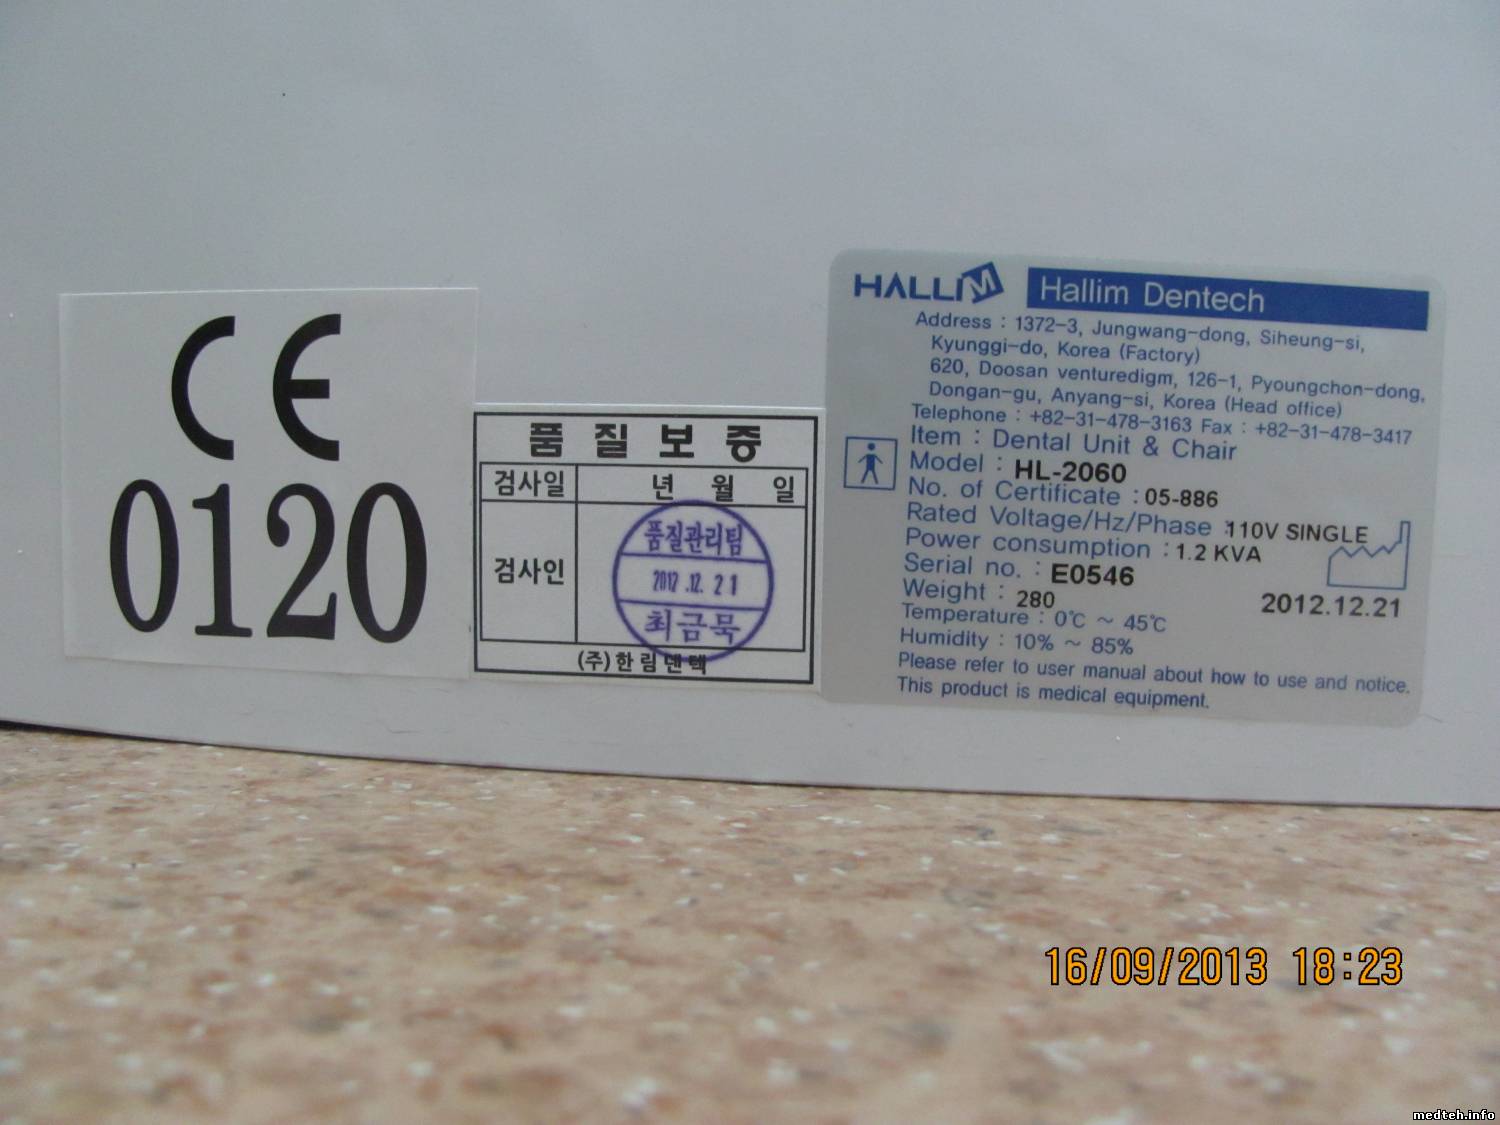 CE
0120
품 질 보 증
검사일 년 월 일
검사인
품질관리팀
2012.12.21
최금묵
(주)한림덴텍
HALLIM Hallim Dentech
Address : 1372-3, Jungwang-dong, Siheung-si,
Kyunggi-do, Korea (Factory)
620, Doosan venturedigm, 126-1, Pyoungchon-dong,
Dongan-gu, Anyang-si, Korea (Head office)
Telephone : +82-31-478-3163 Fax : +82-31-478-3417
Item : Dental Unit & Chair
Model : HL-2060
No. of Certificate : 05-886
Rated Voltage/Hz/Phase : 110V SINGLE
Power consumption : 1.2 KVA
Serial no. : E0546
Weight : 280
2012.12.21
Temperature : 0℃ ~ 45℃
Humidity : 10% ~ 85%
Please refer to user manual about how to use and notice.
This product is medical equipment.
16/09/2013 18:23
medteh.info